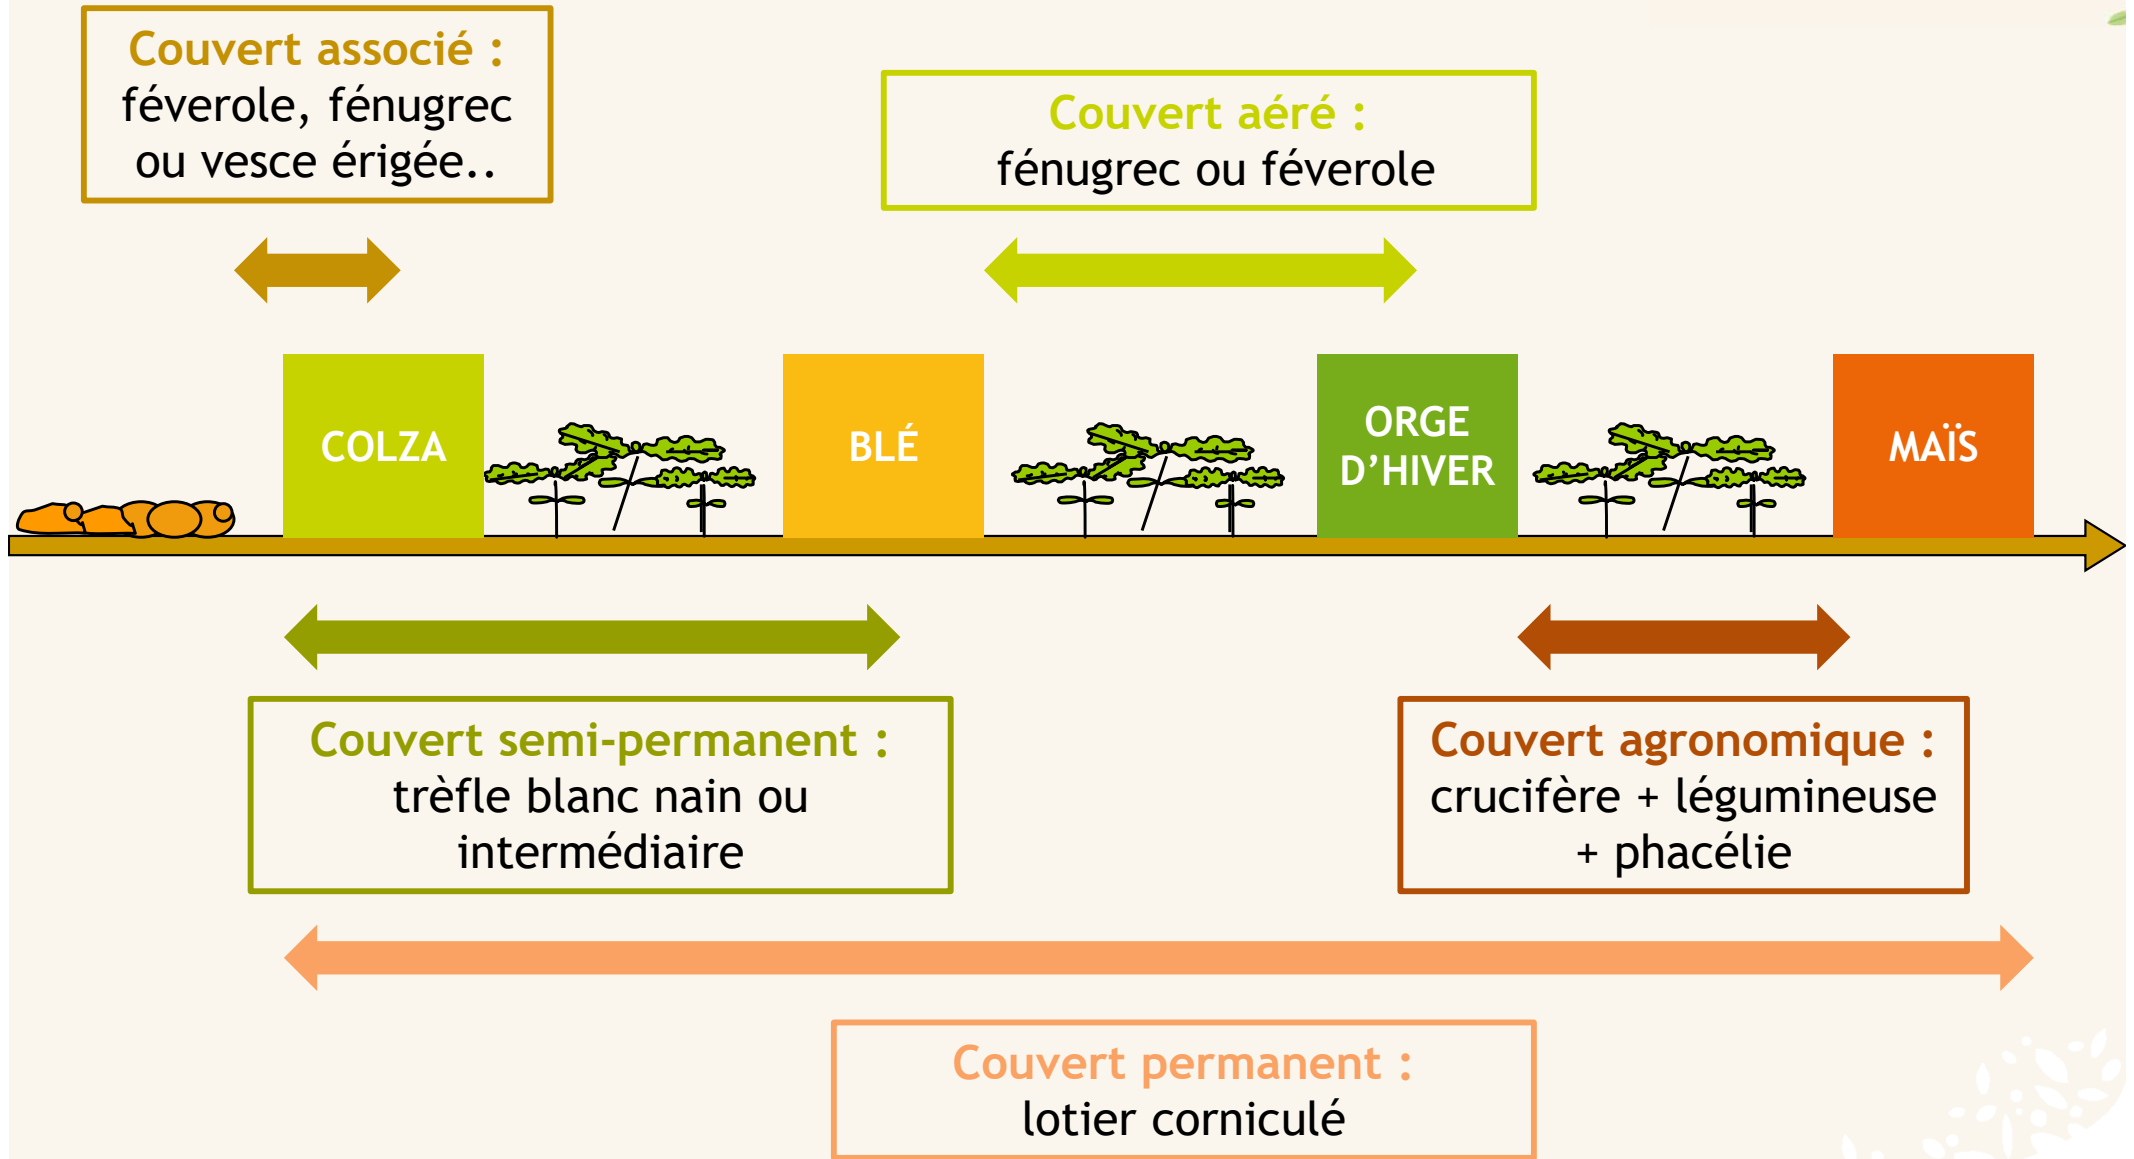 Couvert associé :
féverole, fénugrec
ou vesce érigée..
Couvert aéré :
fénugrec ou féverole
COLZA
BLÉ
ORGE
D’HIVER
MAÏS
Couvert semi-permanent :
trèfle blanc nain ou
intermédiaire
Couvert agronomique :
crucifère + légumineuse
+ phacélie
Couvert permanent :
lotier corniculé